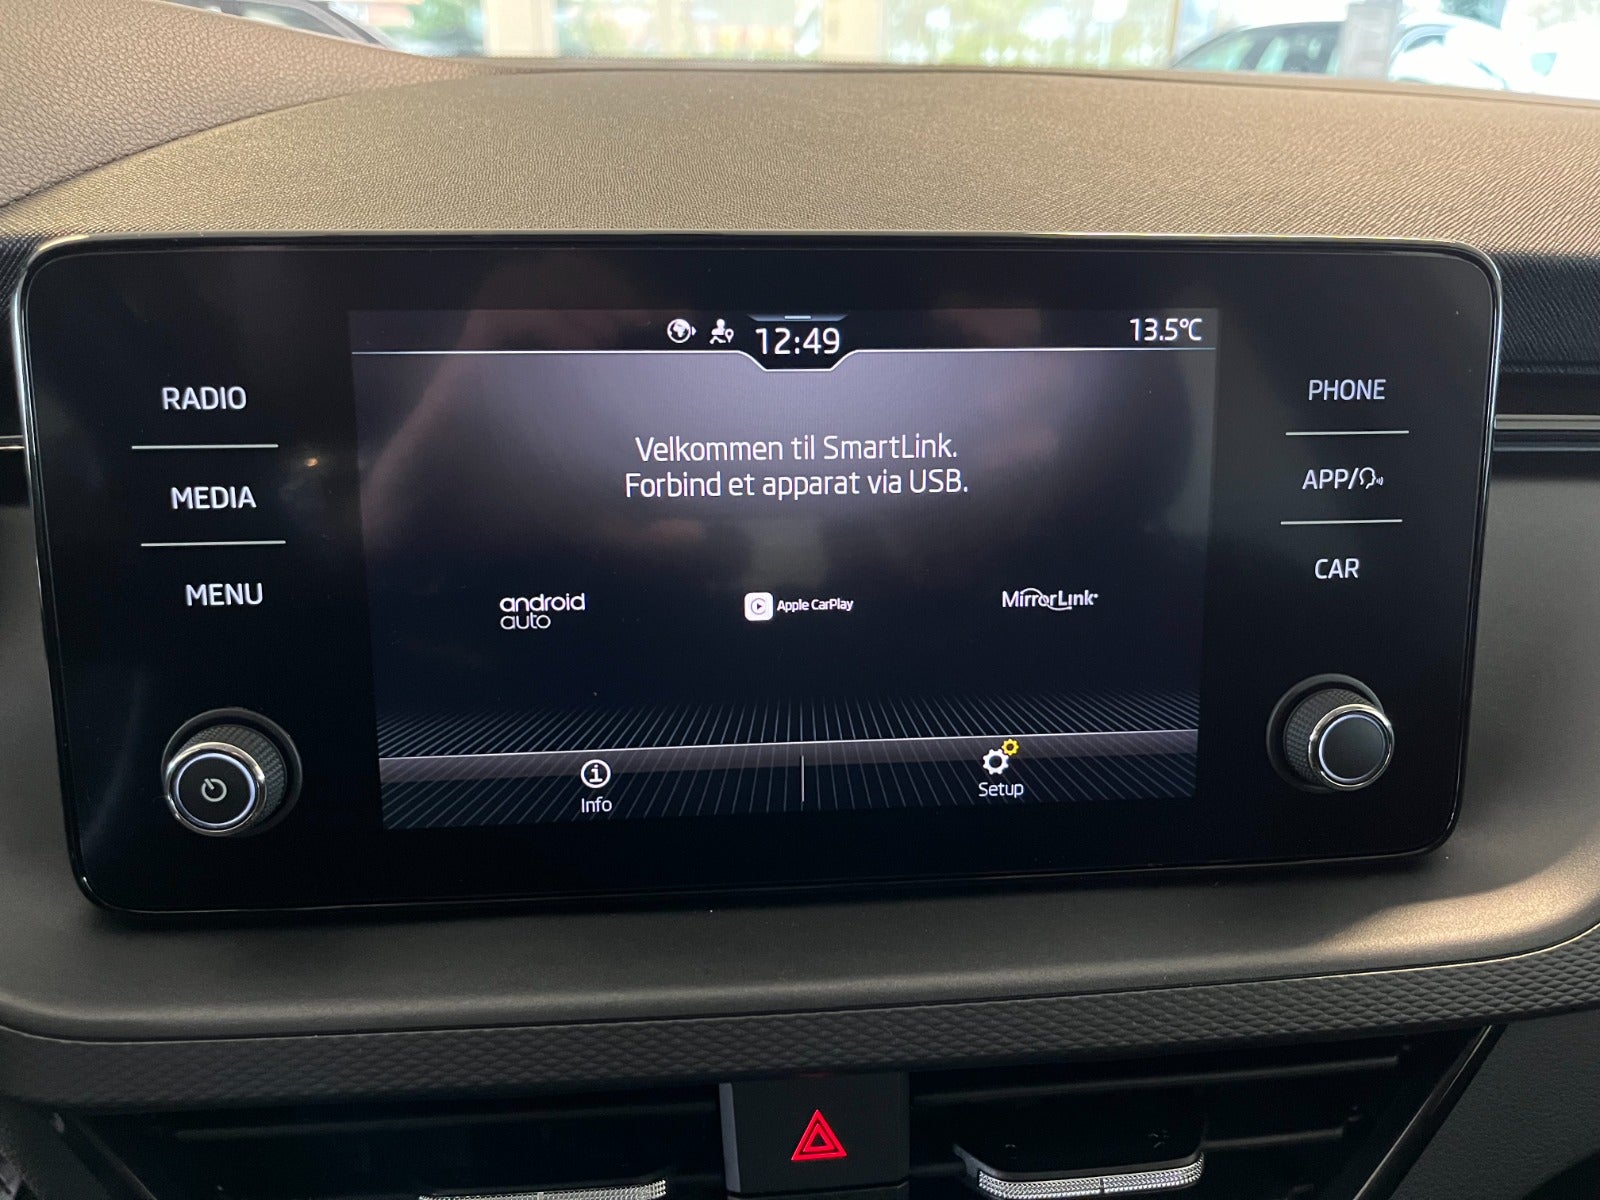 12:49
13.5°C
RADIO
MEDIA
MENU
Velkommen til SmartLink.
Forbind et apparat via USB.
android
auto
Apple CarPlay
MirrorLink
Info
Setup
PHONE
APP/
CAR